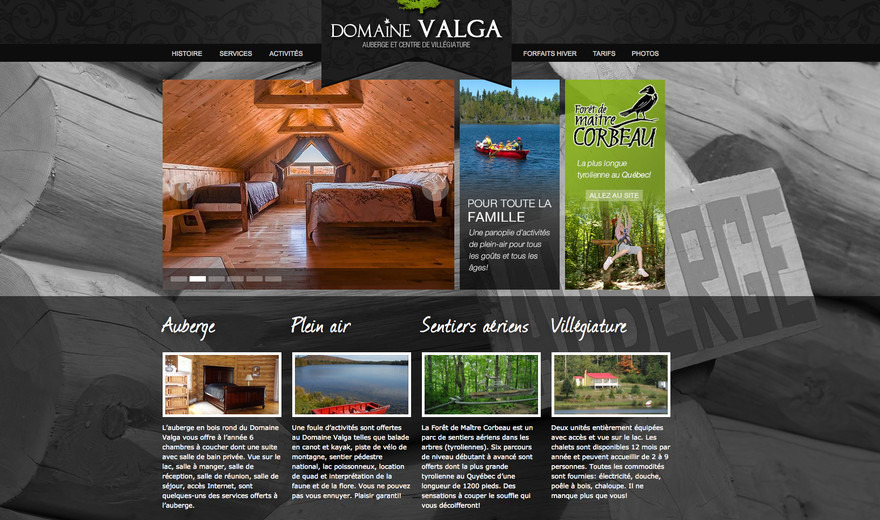 DOMAINE VALGA
AUBERGE ET CENTRE DE VILLÉGIATURE
HISTOIRE SERVICES ACTIVITÉS FORFAITS HIVER TARIFS PHOTOS
POUR TOUTE LA
FAMILLE
Une panoplie d'activités
de plein-air pour tous
les goûts et tous les
âges!
Forêt de
maître
CORBEAU
La plus longue
tyrolienne au Québec!
ALLEZ AU SITE
AUBERGE
Auberge
L'auberge en bois rond du Domaine
Valga vous offre à l'année 6
chambres à coucher dont une suite
avec salle de bain privée. Vue sur le
lac, salle à manger, salle de
réception, salle de réunion, salle de
séjour, accès Internet, sont
quelques-uns des services offerts à
l'auberge.
Plein air
Une foule d'activités sont offertes
au Domaine Valga telles que balade
en canot et kayak, piste de vélo de
montagne, sentier pédestre
national, lac poissonneux, location
de quad et interprétation de la
faune et de la flore. Vous ne pouvez
pas vous ennuyer. Plaisir garanti!
Sentiers aériens
La Forêt de Maître Corbeau est un
parc de sentiers aériens dans les
arbres (tyroliennes). Six parcours
de niveau débutant à avancé sont
offerts dont la plus grande
tyrolienne au Quyébec d'une
longueur de 1200 pieds. Des
sensations à couper le souffle qui
vous décoifferont!
Villégiature
Deux unités entièrement équipées
avec accès et vue sur le lac. Les
chalets sont disponibles 12 mois par
année et peuvent accueillir de 2 à 9
personnes. Toutes les commodités
sont fournies: électricité, douche,
poêle à bois, chaloupe. Il ne
manque plus que vous!